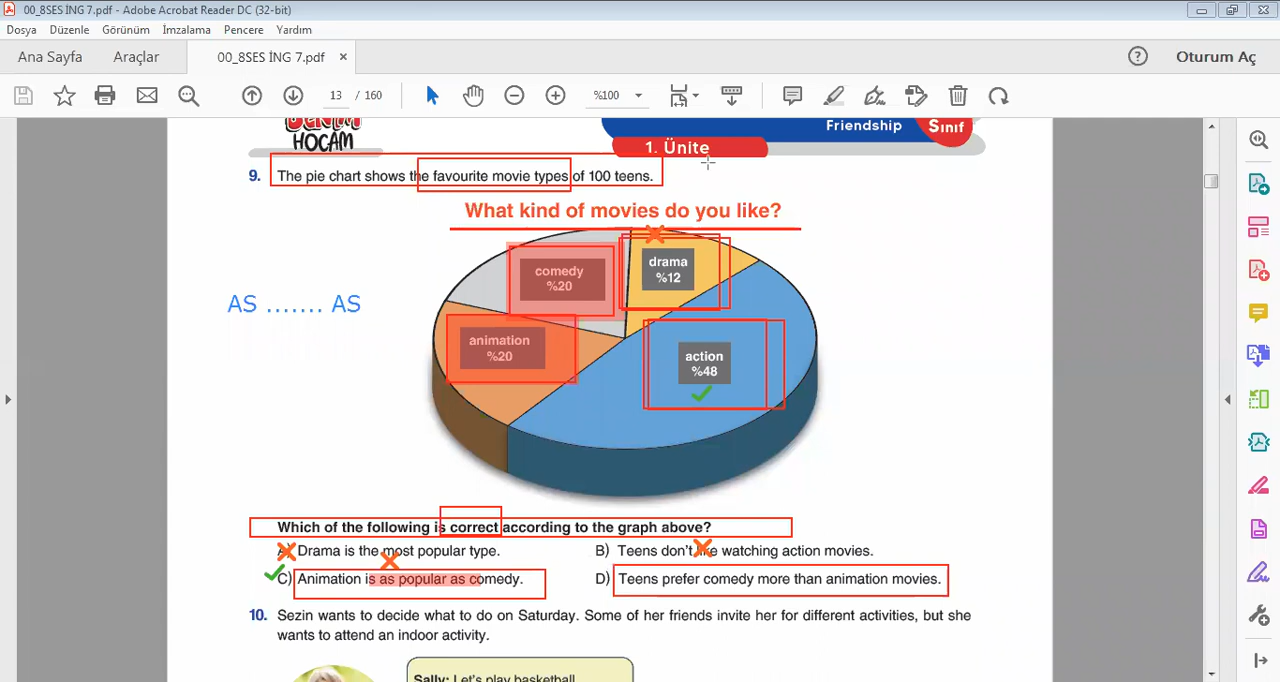 00_8SES İNG 7.pdf - Adobe Acrobat Reader DC (32-bit)
Dosya Düzenle Görünüm İmzalama Pencere Yardım
Ana Sayfa Araçlar 00_8SES İNG 7.pdf × Oturum Aç
13 / 160 %100
HOCAM
Friendship Sınıf
1. Ünite
9. The pie chart shows the favourite movie types of 100 teens.
What kind of movies do you like?
drama
%12
comedy
%20
AS ....... AS
animation
%20
action
%48
Which of the following is correct according to the graph above?
A) Drama is the most popular type.
B) Teens don't like watching action movies.
C) Animation is as popular as comedy.
D) Teens prefer comedy more than animation movies.
10. Sezin wants to decide what to do on Saturday. Some of her friends invite her for different activities, but she
wants to attend an indoor activity.
Sally: Let's play basketball